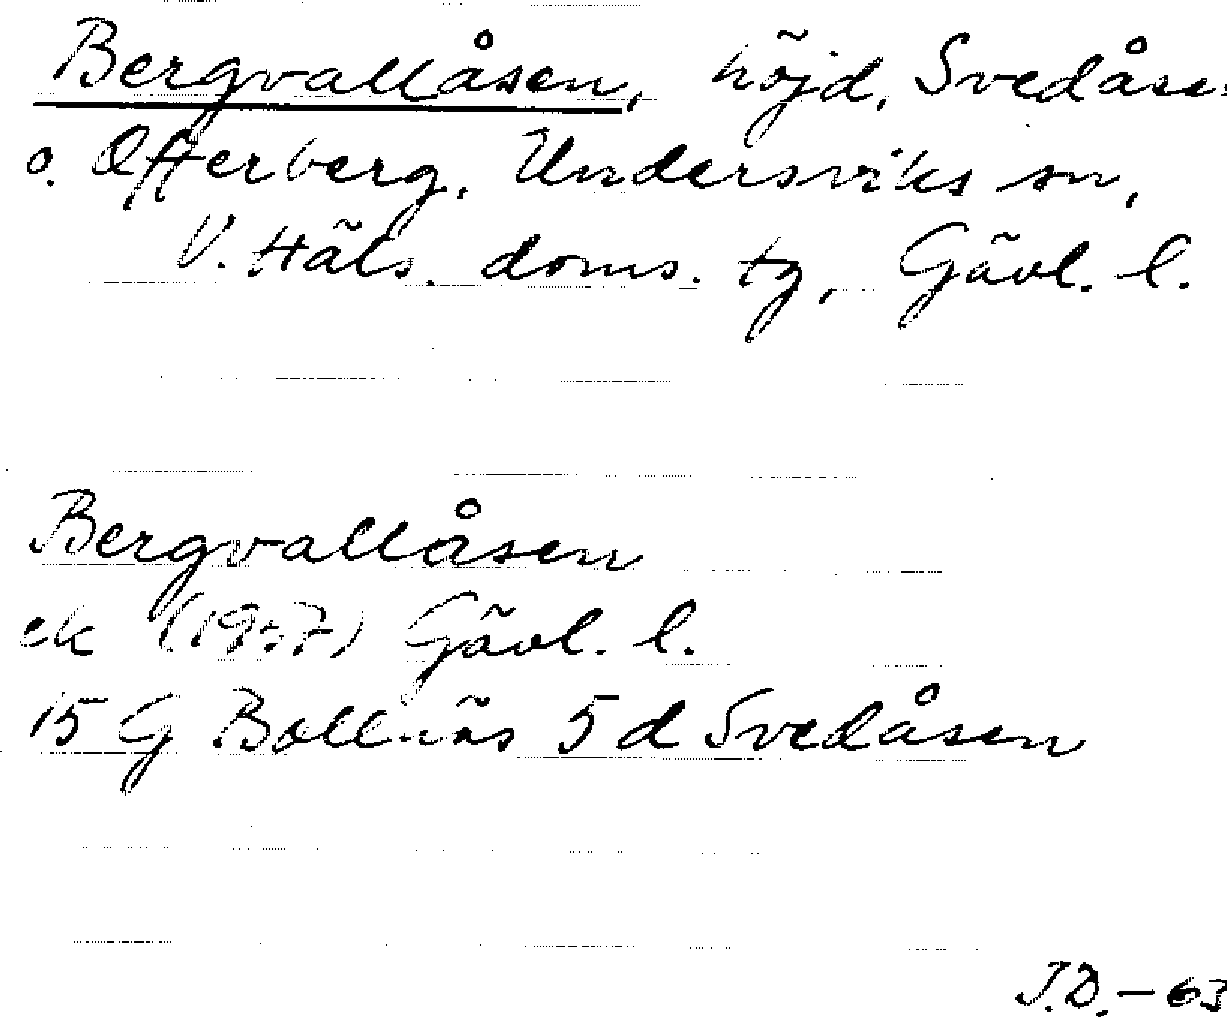 Bergvallåsen, höjd, Svedåsen
o. Offerberg, Undersviks sn,
V. Häls. doms. tg, Gävl. l.
Bergvallåsen
ek (1957) Gävl. l.
15 G Bollnäs 5 d Svedåsen
J.D. - 63